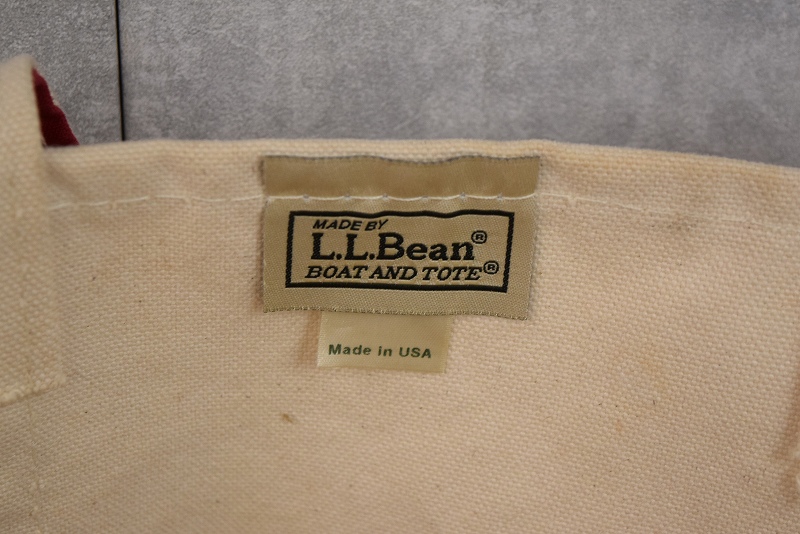 MADE BY
L.L.Bean®
BOAT AND TOTE®
Made in USA